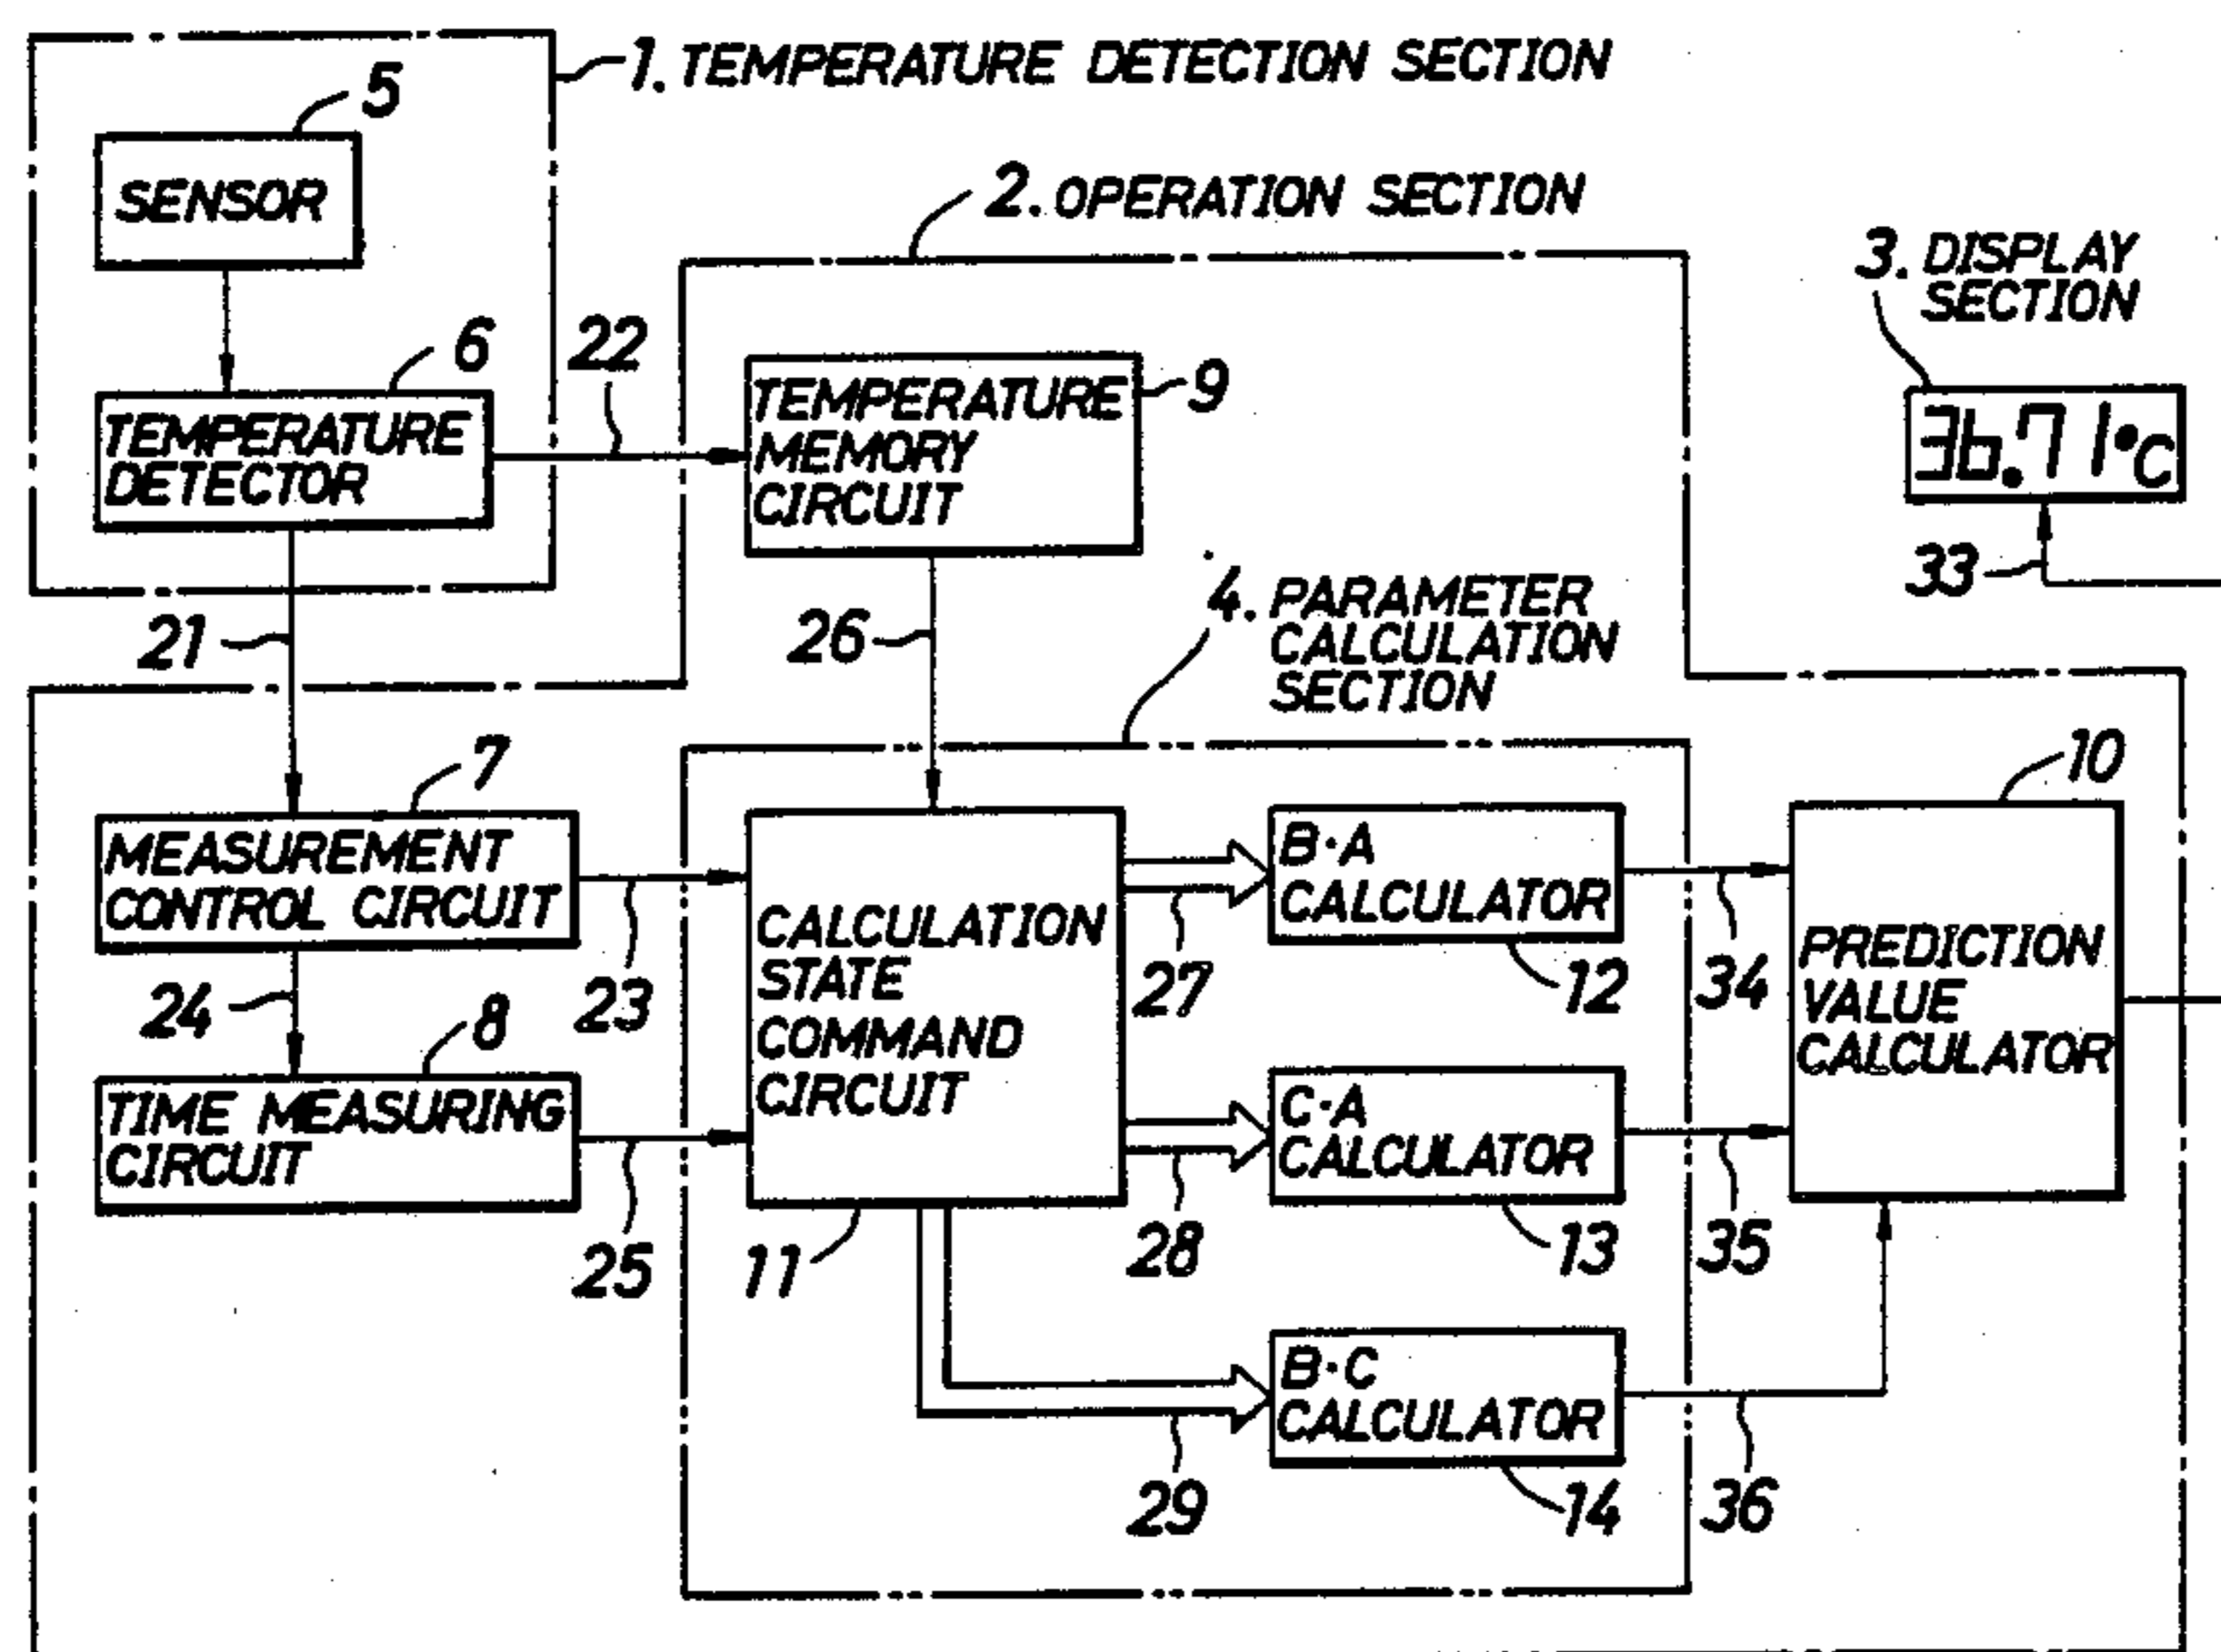 1. TEMPERATURE DETECTION SECTION
5
SENSOR
2. OPERATION SECTION
3. DISPLAY
SECTION
6
22
TEMPERATURE
DETECTOR
TEMPERATURE
MEMORY
CIRCUIT
9
36.71°C
33
21
26
4. PARAMETER
CALCULATION
SECTION
7
10
MEASUREMENT
CONTROL CIRCUIT
23
24
8
TIME MEASURING
CIRCUIT
25
CALCULATION
STATE
COMMAND
CIRCUIT
11
B·A
CALCULATOR
27
12
34
PREDICTION
VALUE
CALCULATOR
C·A
CALCULATOR
28
13
35
B·C
CALCULATOR
29
14
36